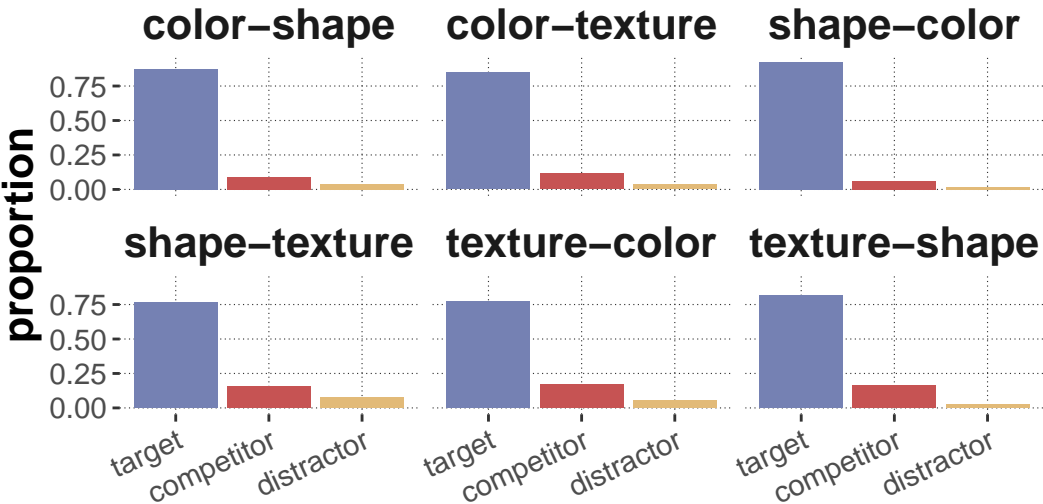 color−shape color−texture shape−color
0.75
0.50
0.25
0.00
proportion
shape−texture texture−color texture−shape
0.75
0.50
0.25
0.00
target competitor distractor target competitor distractor target competitor distractor